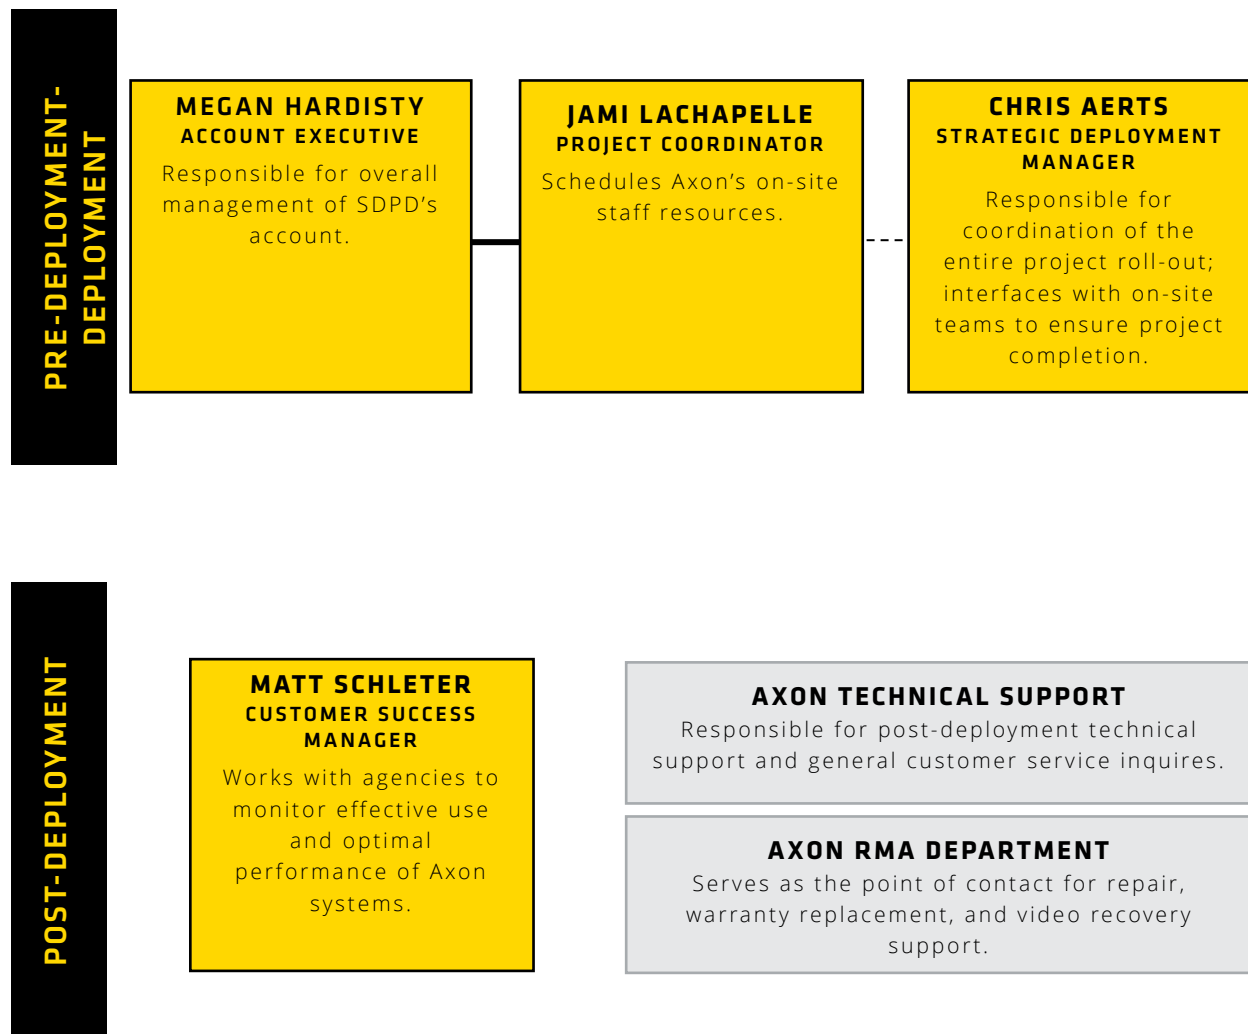 PRE-DEPLOYMENT-
DEPLOYMENT
MEGAN HARDISTY
ACCOUNT EXECUTIVE
Responsible for overall
management of SDPD's
account.
JAMI LACHAPELLE
PROJECT COORDINATOR
Schedules Axon's on-site
staff resources.
CHRIS AERTS
STRATEGIC DEPLOYMENT
MANAGER
Responsible for
coordination of the
entire project roll-out;
interfaces with on-site
teams to ensure project
completion.
POST-DEPLOYMENT
MATT SCHLETER
CUSTOMER SUCCESS
MANAGER
Works with agencies to
monitor effective use
and optimal
performance of Axon
systems.
AXON TECHNICAL SUPPORT
Responsible for post-deployment technical
support and general customer service inquires.
AXON RMA DEPARTMENT
Serves as the point of contact for repair,
warranty replacement, and video recovery
support.